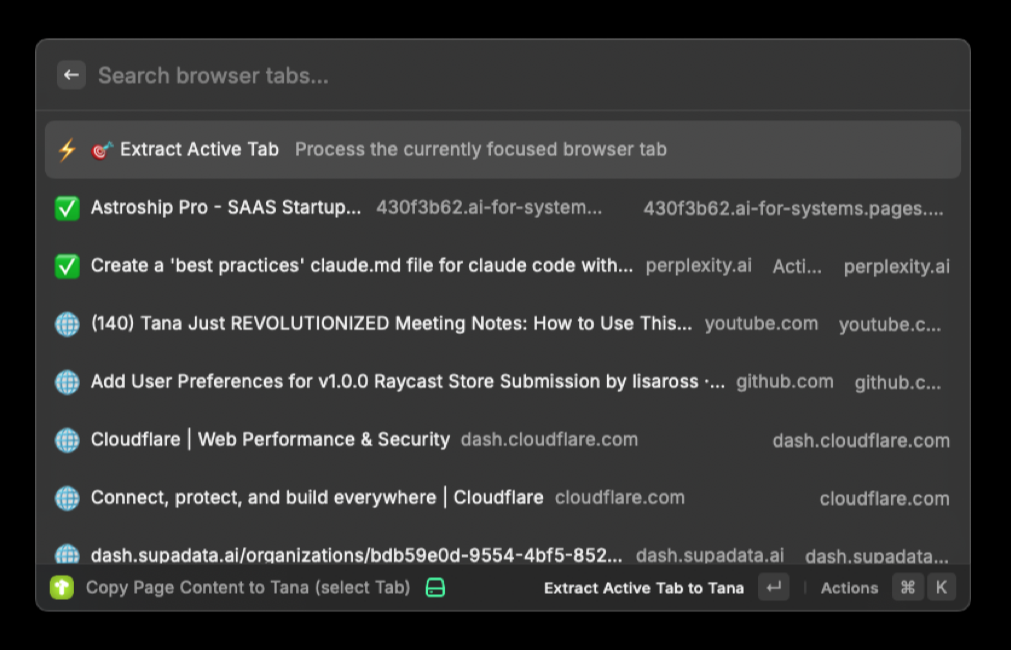 Search browser tabs...
Extract Active Tab Process the currently focused browser tab
Astroship Pro - SAAS Startup... 430f3b62.ai-for-system... 430f3b62.ai-for-systems.pages....
Create a 'best practices' claude.md file for claude code with... perplexity.ai Acti... perplexity.ai
(140) Tana Just REVOLUTIONIZED Meeting Notes: How to Use This... youtube.com youtube.c...
Add User Preferences for v1.0.0 Raycast Store Submission by lisaross ·... github.com github.c...
Cloudflare | Web Performance & Security dash.cloudflare.com dash.cloudflare.com
Connect, protect, and build everywhere | Cloudflare cloudflare.com cloudflare.com
dash.supadata.ai/organizations/bdb59e0d-9554-4bf5-852... dash.supadata.ai dash.supadata...
Copy Page Content to Tana (select Tab) Extract Active Tab to Tana ↵ Actions ⌘ K